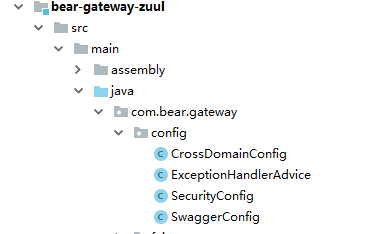 bear-gateway-zuul
src
main
assembly
java
com.bear.gateway
config
CrossDomainConfig
ExceptionHandlerAdvice
SecurityConfig
SwaggerConfig